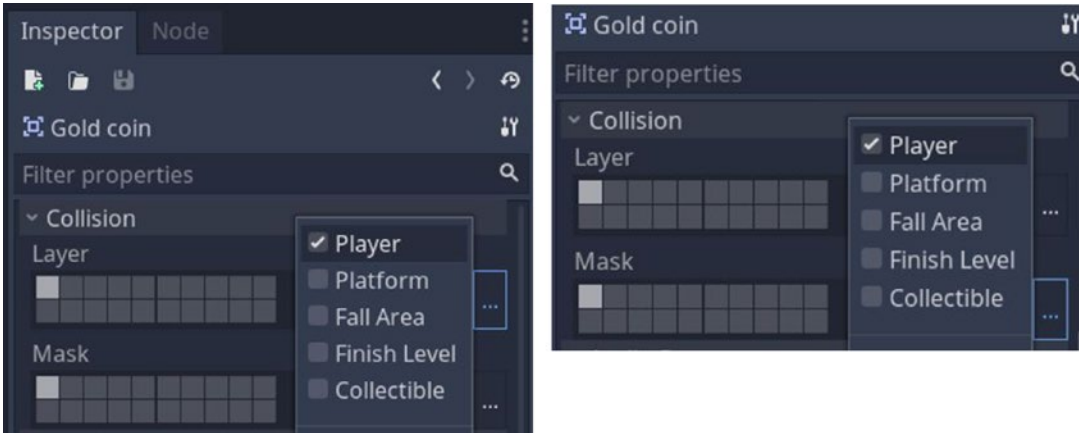 Inspector Node
Gold coin
Filter properties
Collision
Layer
Mask
Player
Platform
Fall Area
Finish Level
Collectible
...
...
Gold coin
Filter properties
Collision
Layer
Mask
Player
Platform
Fall Area
Finish Level
Collectible
...
...